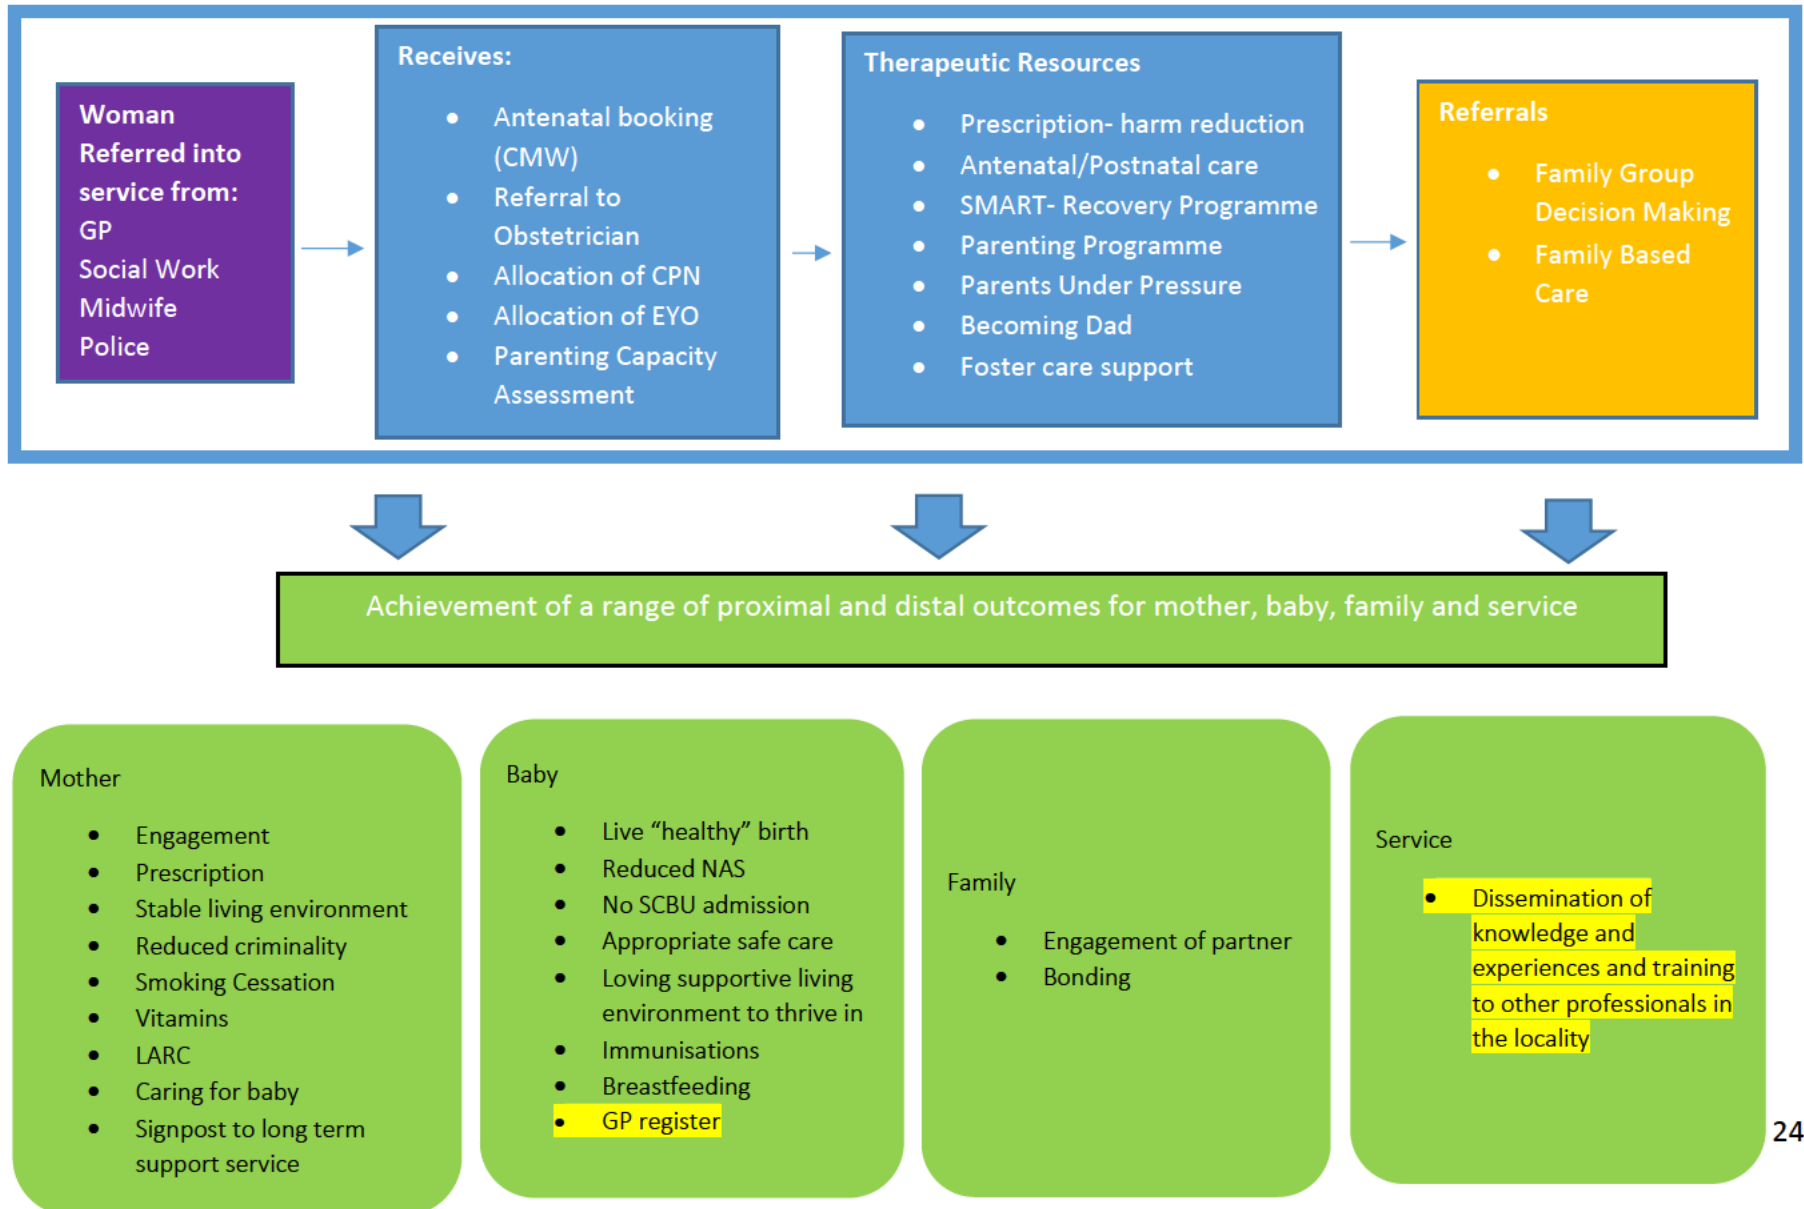 Woman
Referred into
service from:
GP
Social Work
Midwife
Police
Receives:
• Antenatal booking
(CMW)
• Referral to
Obstetrician
• Allocation of CPN
• Allocation of EYO
• Parenting Capacity
Assessment
Therapeutic Resources
• Prescription- harm reduction
• Antenatal/Postnatal care
• SMART- Recovery Programme
• Parenting Programme
• Parents Under Pressure
• Becoming Dad
• Foster care support
Referrals
• Family Group
Decision Making
• Family Based
Care
Achievement of a range of proximal and distal outcomes for mother, baby, family and service
Mother
• Engagement
• Prescription
• Stable living environment
• Reduced criminality
• Smoking Cessation
• Vitamins
• LARC
• Caring for baby
• Signpost to long term
support service
Baby
• Live “healthy” birth
• Reduced NAS
• No SCBU admission
• Appropriate safe care
• Loving supportive living
environment to thrive in
• Immunisations
• Breastfeeding
• GP register
Family
• Engagement of partner
• Bonding
Service
• Dissemination of
knowledge and
experiences and training
to other professionals in
the locality
24